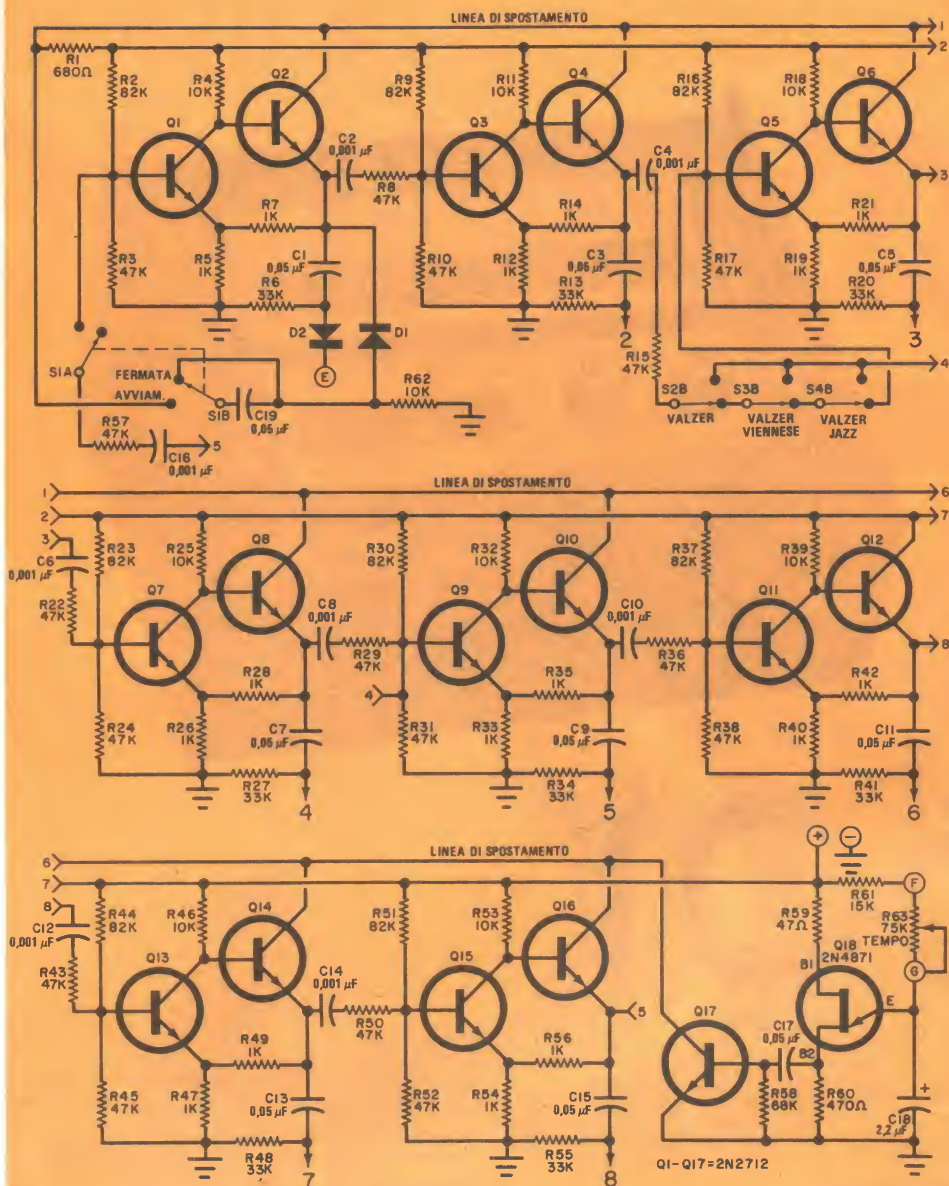 LINEA DI SPOSTAMENTO
1
2
R1
680Ω
R2
82K
R4
10K
Q2
R9
82K
R11
10K
Q4
R16
82K
R18
10K
Q6
Q1
C2
0,001 µF
Q3
C4
0,001 µF
Q5
3
R8
47K
R7
1K
R14
1K
R21
1K
R3
47K
R5
1K
C1
0,05 µF
R6
33K
R10
47K
R12
1K
C3
0,05 µF
R13
33K
R17
47K
R19
1K
C5
0,05 µF
R20
33K
D2
D1
E
2
3
R15
47K
4
S1A
FERMATA
AVVIAM.
S1B
C19
0,05 µF
R62
10K
S2B
S3B
S4B
VALZER
VALZER
VIENNESE
VALZER
JAZZ
R57
47K
C16
0,001 µF
5
LINEA DI SPOSTAMENTO
1
6
2
7
3
C6
0,001 µF
R23
82K
R25
10K
Q8
R30
82K
R32
10K
Q10
R37
82K
R39
10K
Q12
R22
47K
Q7
C8
0,001 µF
Q9
C10
0,001 µF
Q11
R29
47K
R36
47K
8
R28
1K
R35
1K
R42
1K
4
R24
47K
R26
1K
C7
0,05 µF
R31
47K
R33
1K
C9
0,05 µF
R38
47K
R40
1K
C11
0,05 µF
R27
33K
R34
33K
R41
33K
4
5
6
LINEA DI SPOSTAMENTO
6
+
−
7
8
C12
0,001 µF
R44
82K
R46
10K
Q14
R51
82K
R53
10K
Q16
R61
15K
F
R59
47Ω
R63
75K
TEMPO
R43
47K
Q13
C14
0,001 µF
Q15
B1
Q18
2N4871
G
R50
47K
5
Q17
E
R49
1K
R56
1K
C17
0,05 µF
B2
R45
47K
R47
1K
C13
0,05 µF
R52
47K
R54
1K
C15
0,05 µF
R58
68K
R60
470Ω
+
C18
2,2 µF
R48
33K
R55
33K
7
8
Q1-Q17=2N2712